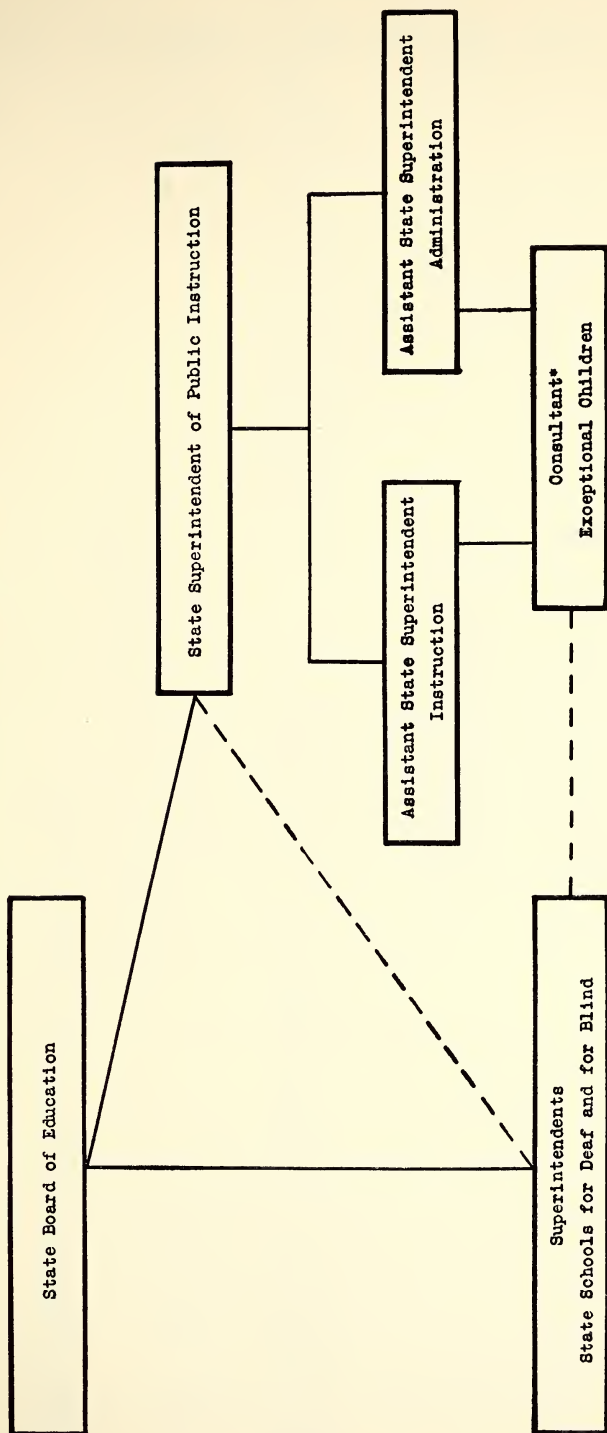 State Board of Education
State Superintendent of Public Instruction
Assistant State Superintendent
Instruction
Assistant State Superintendent
Administration
Superintendents
State Schools for Deaf and for Blind
Consultant*
Exceptional Children